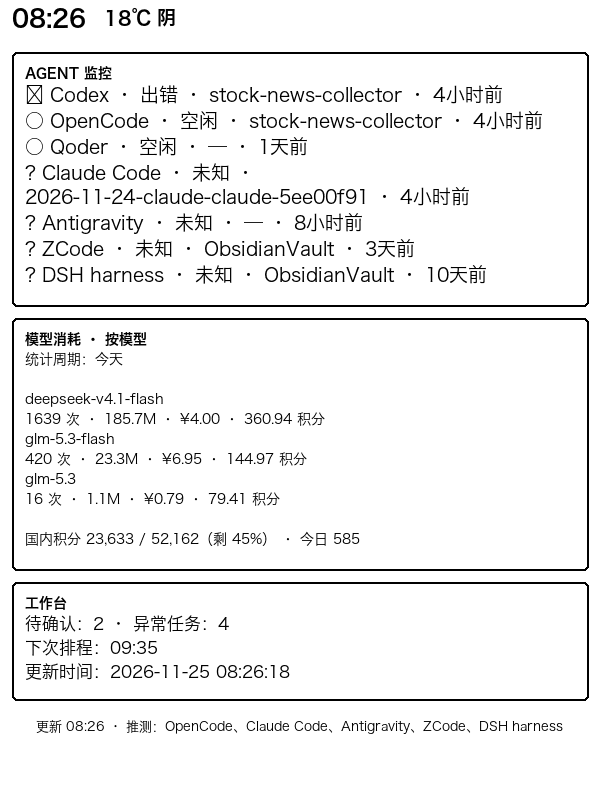 08:26 18℃ 阴
AGENT 监控
☒ Codex · 出错 · stock-news-collector · 4小时前
○ OpenCode · 空闲 · stock-news-collector · 4小时前
○ Qoder · 空闲 · — · 1天前
? Claude Code · 未知 ·
2026-11-24-claude-claude-5ee00f91 · 4小时前
? Antigravity · 未知 · — · 8小时前
? ZCode · 未知 · ObsidianVault · 3天前
? DSH harness · 未知 · ObsidianVault · 10天前
模型消耗 · 按模型
统计周期：今天
deepseek-v4.1-flash
1639 次 · 185.7M · ¥4.00 · 360.94 积分
glm-5.3-flash
420 次 · 23.3M · ¥6.95 · 144.97 积分
glm-5.3
16 次 · 1.1M · ¥0.79 · 79.41 积分
国内积分 23,633 / 52,162（剩 45%） · 今日 585
工作台
待确认：2 · 异常任务：4
下次排程：09:35
更新时间：2026-11-25 08:26:18
更新 08:26 · 推测：OpenCode、Claude Code、Antigravity、ZCode、DSH harness